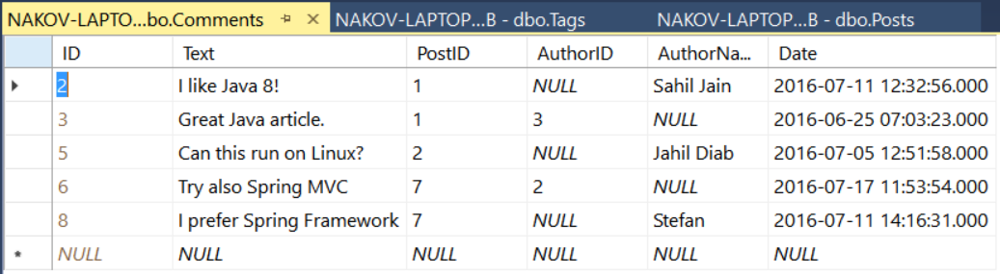 NAKOV-LAPTO...bo.Comments NAKOV-LAPTOP...B - dbo.Tags NAKOV-LAPTOP...B - dbo.Posts
ID Text PostID AuthorID AuthorNa... Date
2 I like Java 8! 1 NULL Sahil Jain 2016-07-11 12:32:56.000
3 Great Java article. 1 3 NULL 2016-06-25 07:03:23.000
5 Can this run on Linux? 2 NULL Jahil Diab 2016-07-05 12:51:58.000
6 Try also Spring MVC 7 2 NULL 2016-07-17 11:53:54.000
8 I prefer Spring Framework 7 NULL Stefan 2016-07-11 14:16:31.000
* NULL NULL NULL NULL NULL NULL